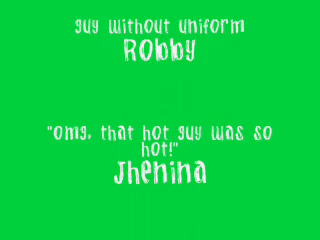 guy without uniform
Robby
"omg, that hot guy was so
hot!"
Jhenina